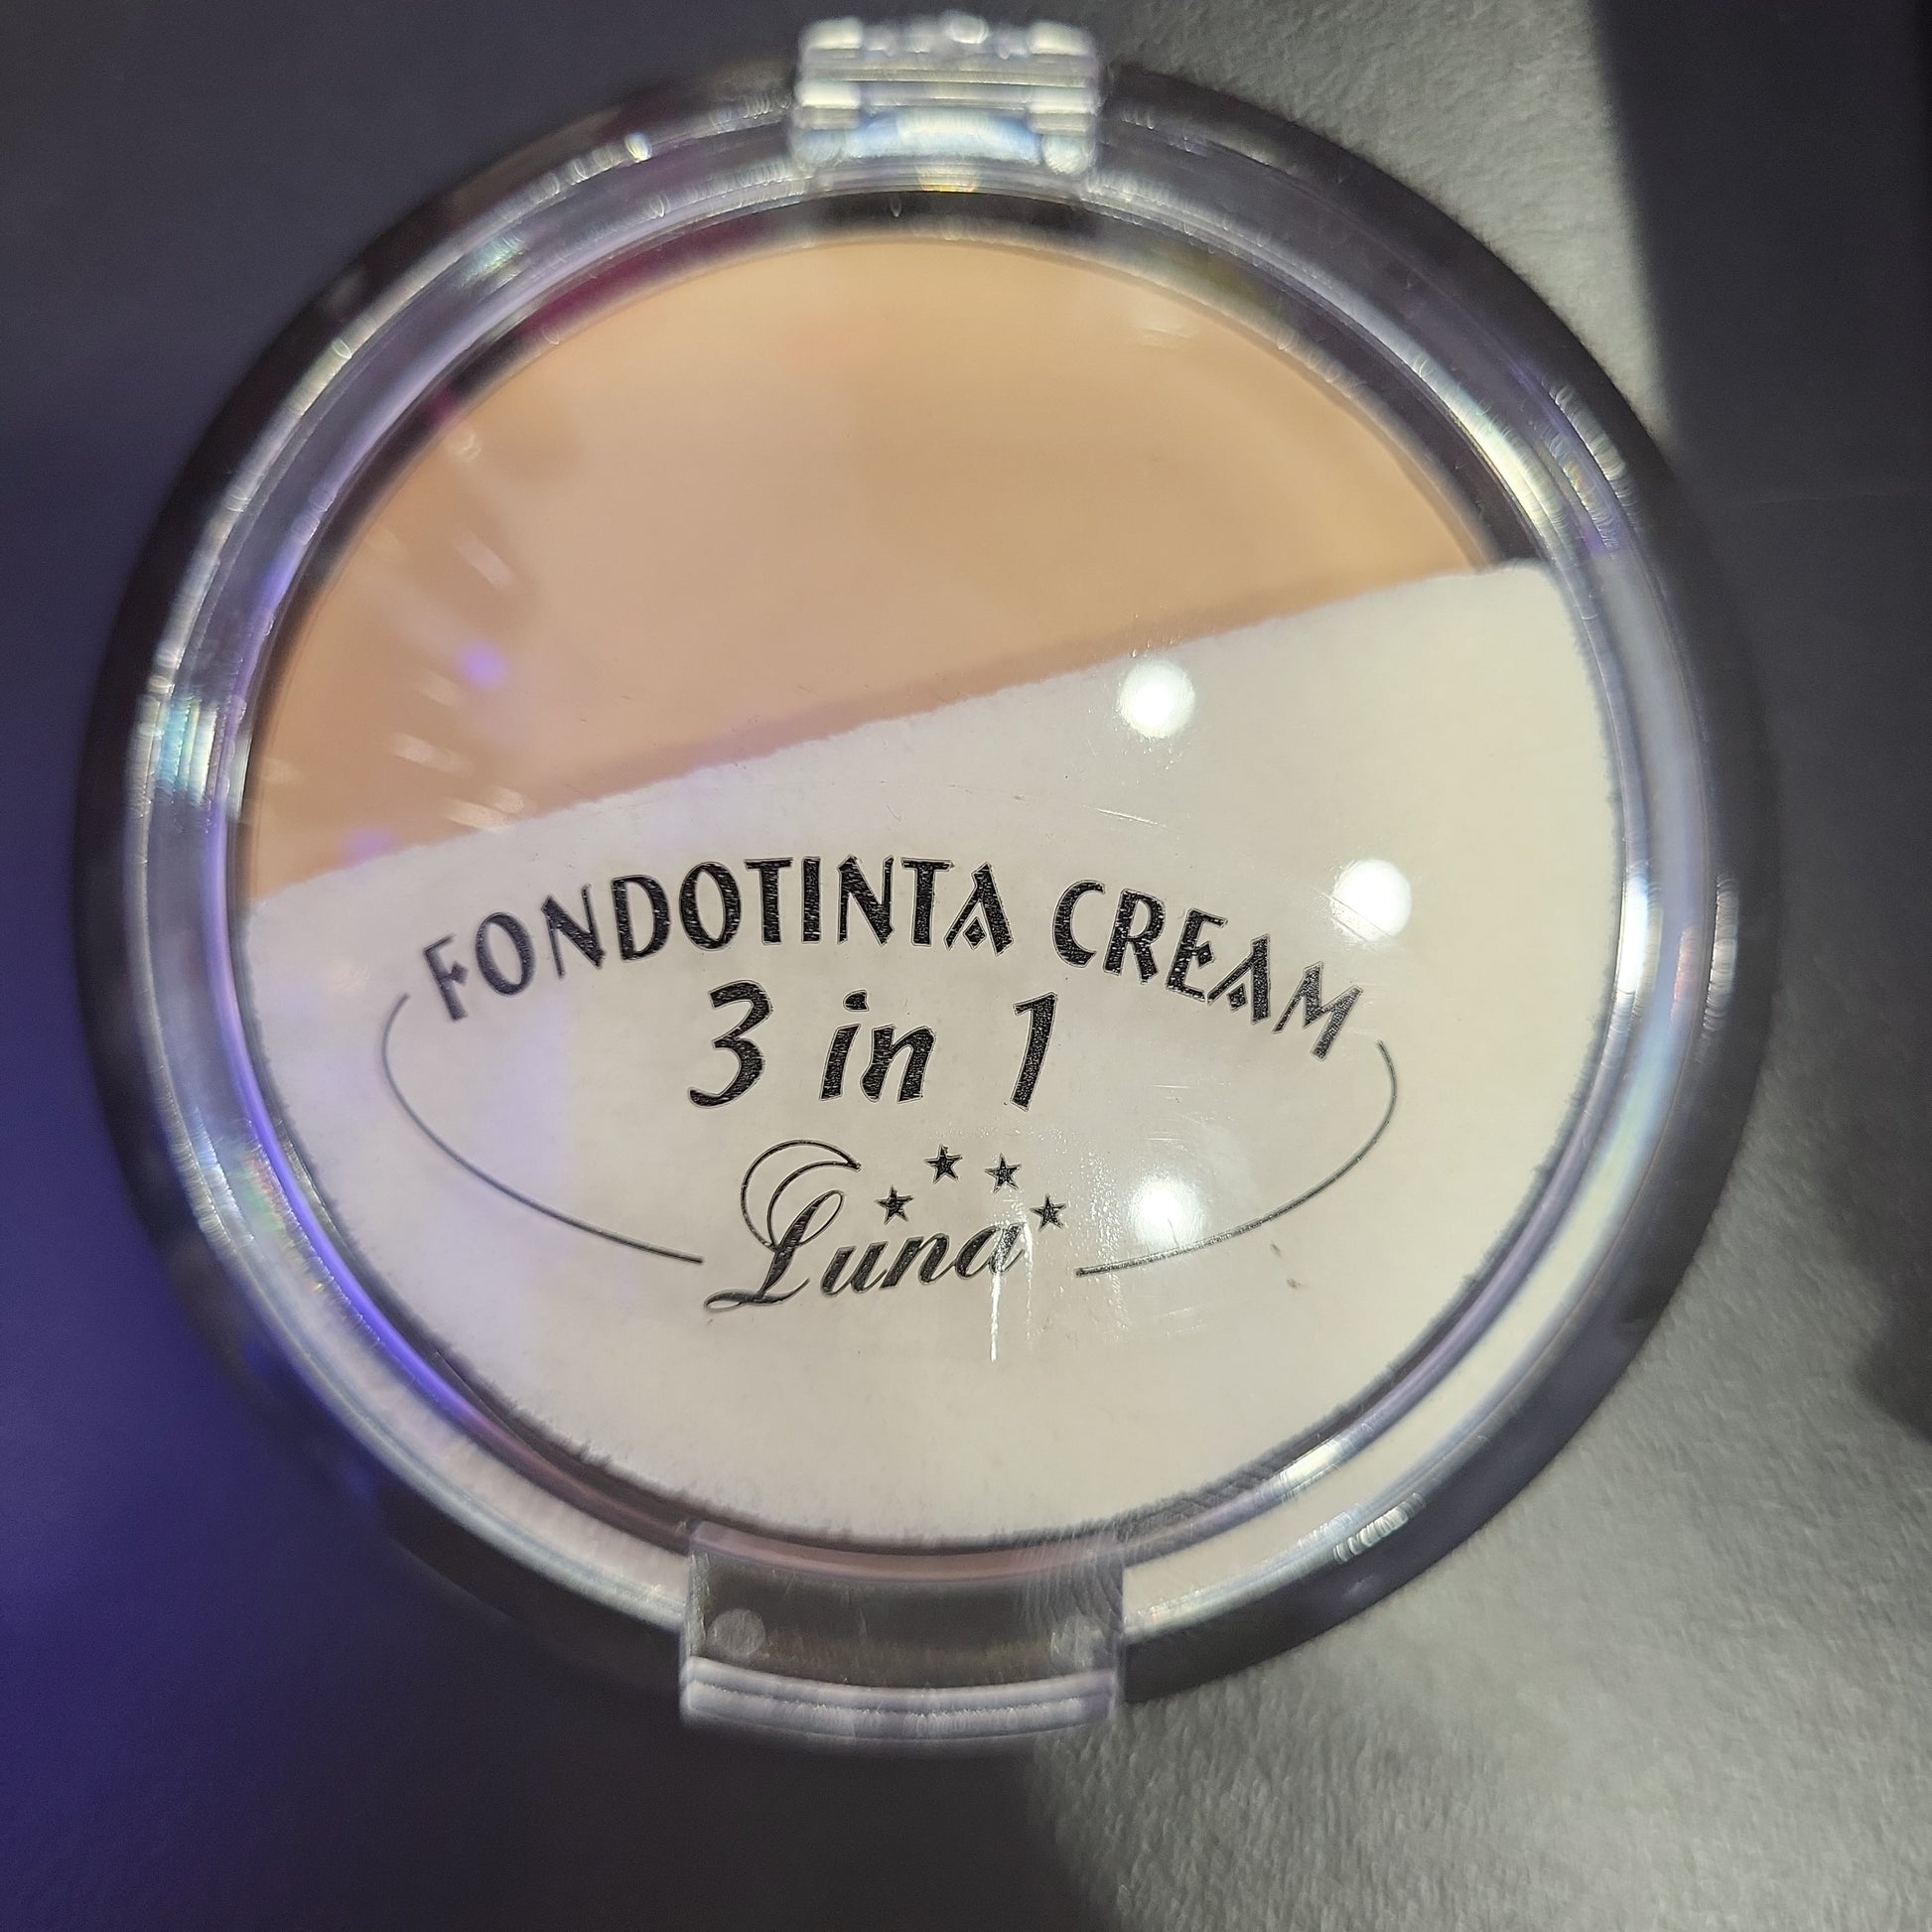 FONDOTINTA CREAM
3 in 1
Luna